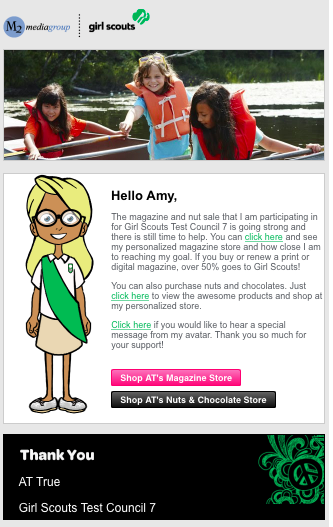 M2 mediagroup girl scouts
Hello Amy,
The magazine and nut sale that I am participating in
for Girl Scouts Test Council 7 is going strong and
there is still time to help. You can click here and see
my personalized magazine store and how close I am
to reaching my goal. If you buy or renew a print or
digital magazine, over 50% goes to Girl Scouts!
You can also purchase nuts and chocolates. Just
click here to view the awesome products and shop at
my personalized store.
Click here if you would like to hear a special
message from my avatar. Thank you so much for
your support!
Shop AT's Magazine Store
Shop AT's Nuts & Chocolate Store
Thank You
AT True
Girl Scouts Test Council 7